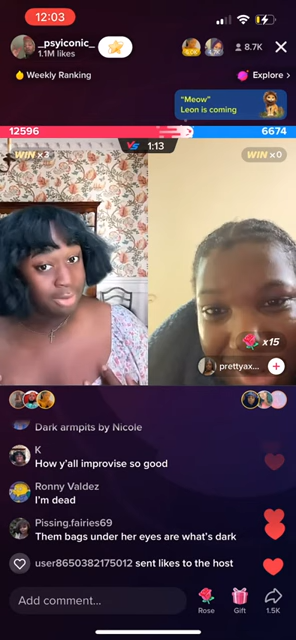 12:03
_psyiconic_
1.1M likes
8.7K
Weekly Ranking
Explore >
“Meow”
Leon is coming
12596
6674
WIN x3
VS 1:13
WIN x0
x15
prettyax...
Dark armpits by Nicole
K
How y'all improvise so good
Ronny Valdez
I'm dead
Pissing.fairies69
Them bags under her eyes are what's dark
user8650382175012 sent likes to the host
Add comment...
Rose
Gift
1.5K